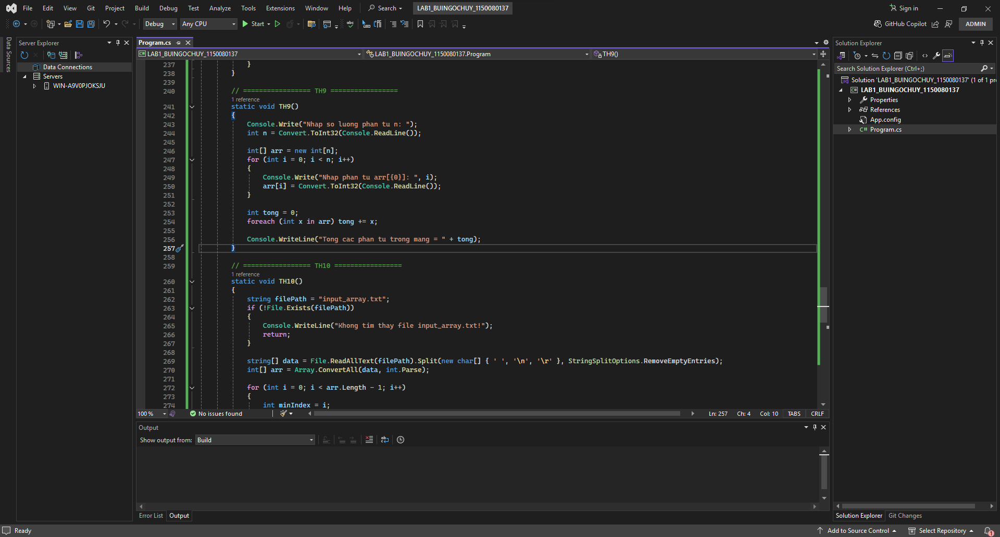 File Edit View Git Project Build Debug Test Analyze Tools Extensions Window Help Search LAB1_BUINGOCHUY_1150080137 Sign in
Debug Any CPU Start GitHub Copilot ADMIN
Data Sources
Server Explorer
Data Connections
Servers
WIN-A9V0PJOKSJU
Program.cs
LAB1_BUINGOCHUY_1150080137 LAB1_BUINGOCHUY_1150080137.Program TH9()
237 }
238 }
239
240 // ================= TH9 =================
1 reference
241 static void TH9()
242 {
243 Console.Write("Nhap so luong phan tu n: ");
244 int n = Convert.ToInt32(Console.ReadLine());
245
246 int[] arr = new int[n];
247 for (int i = 0; i < n; i++)
248 {
249 Console.Write("Nhap phan tu arr[{0}]: ", i);
250 arr[i] = Convert.ToInt32(Console.ReadLine());
251 }
252
253 int tong = 0;
254 foreach (int x in arr) tong += x;
255
256 Console.WriteLine("Tong cac phan tu trong mang = " + tong);
257 }
258
259 // ================= TH10 =================
1 reference
260 static void TH10()
261 {
262 string filePath = "input_array.txt";
263 if (!File.Exists(filePath))
264 {
265 Console.WriteLine("Khong tim thay file input_array.txt!");
266 return;
267 }
268
269 string[] data = File.ReadAllText(filePath).Split(new char[] { ' ', '\n', '\r' }, StringSplitOptions.RemoveEmptyEntries);
270 int[] arr = Array.ConvertAll(data, int.Parse);
271
272 for (int i = 0; i < arr.Length - 1; i++)
273 {
274 int minIndex = i;
100 % No issues found Ln: 257 Ch: 4 Col: 10 TABS CRLF
Output
Show output from: Build
Error List Output
Solution Explorer
Search Solution Explorer (Ctrl+;)
Solution 'LAB1_BUINGOCHUY_1150080137' (1 of 1 pr
LAB1_BUINGOCHUY_1150080137
Properties
References
App.config
C# Program.cs
Solution Explorer Git Changes
Ready Add to Source Control Select Repository 1